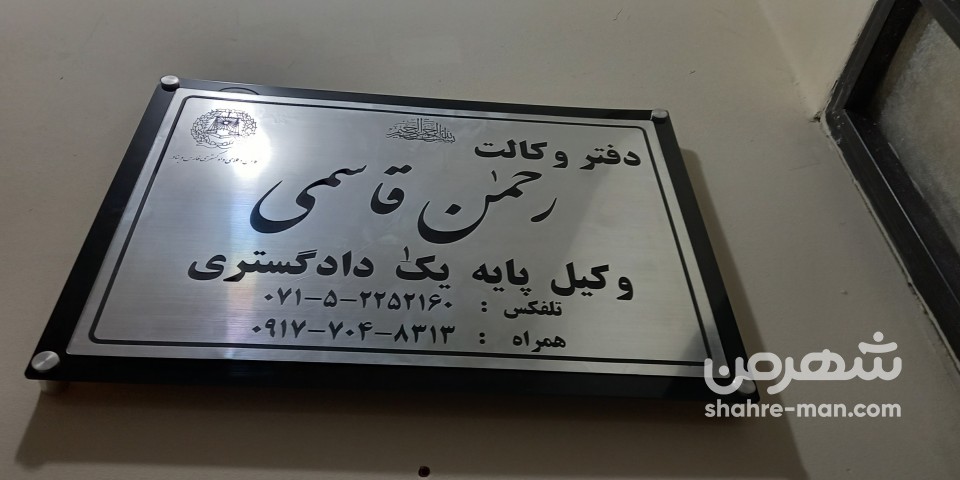 دفتر وکالت
رحمٰن قاسمی
وکیل پایه یک دادگستری
تلفکس : ۰۷۱-۵-۲۲۵۲۱۶۰
همراه : ۰۹۱۷-۷۰۴-۸۳۱۳
شهرمن
shahre-man.com